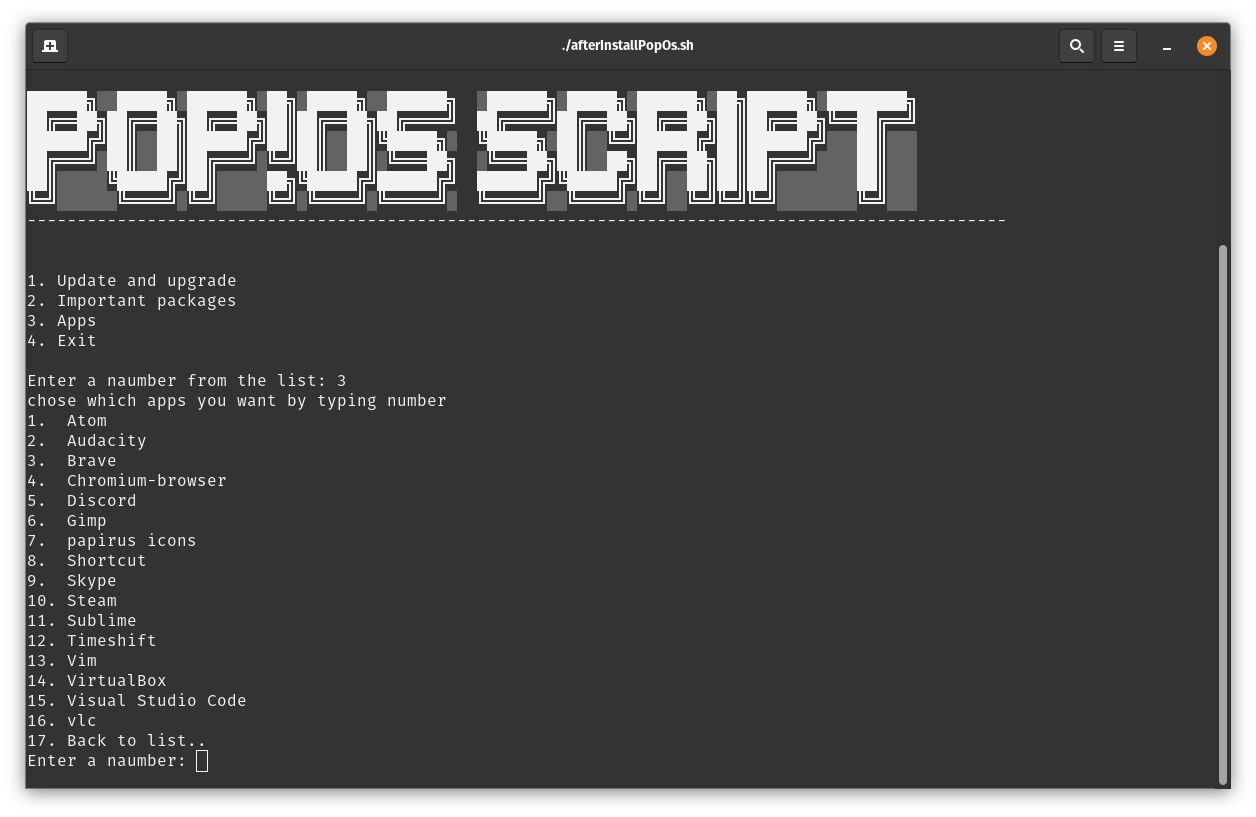 ./afterInstallPopOs.sh
POP!OS SCRIPT
--------------------------------------------------------------------------------------------------
1. Update and upgrade
2. Important packages
3. Apps
4. Exit
Enter a naumber from the list: 3
chose which apps you want by typing number
1.  Atom
2.  Audacity
3.  Brave
4.  Chromium-browser
5.  Discord
6.  Gimp
7.  papirus icons
8.  Shortcut
9.  Skype
10. Steam
11. Sublime
12. Timeshift
13. Vim
14. VirtualBox
15. Visual Studio Code
16. vlc
17. Back to list..
Enter a naumber: